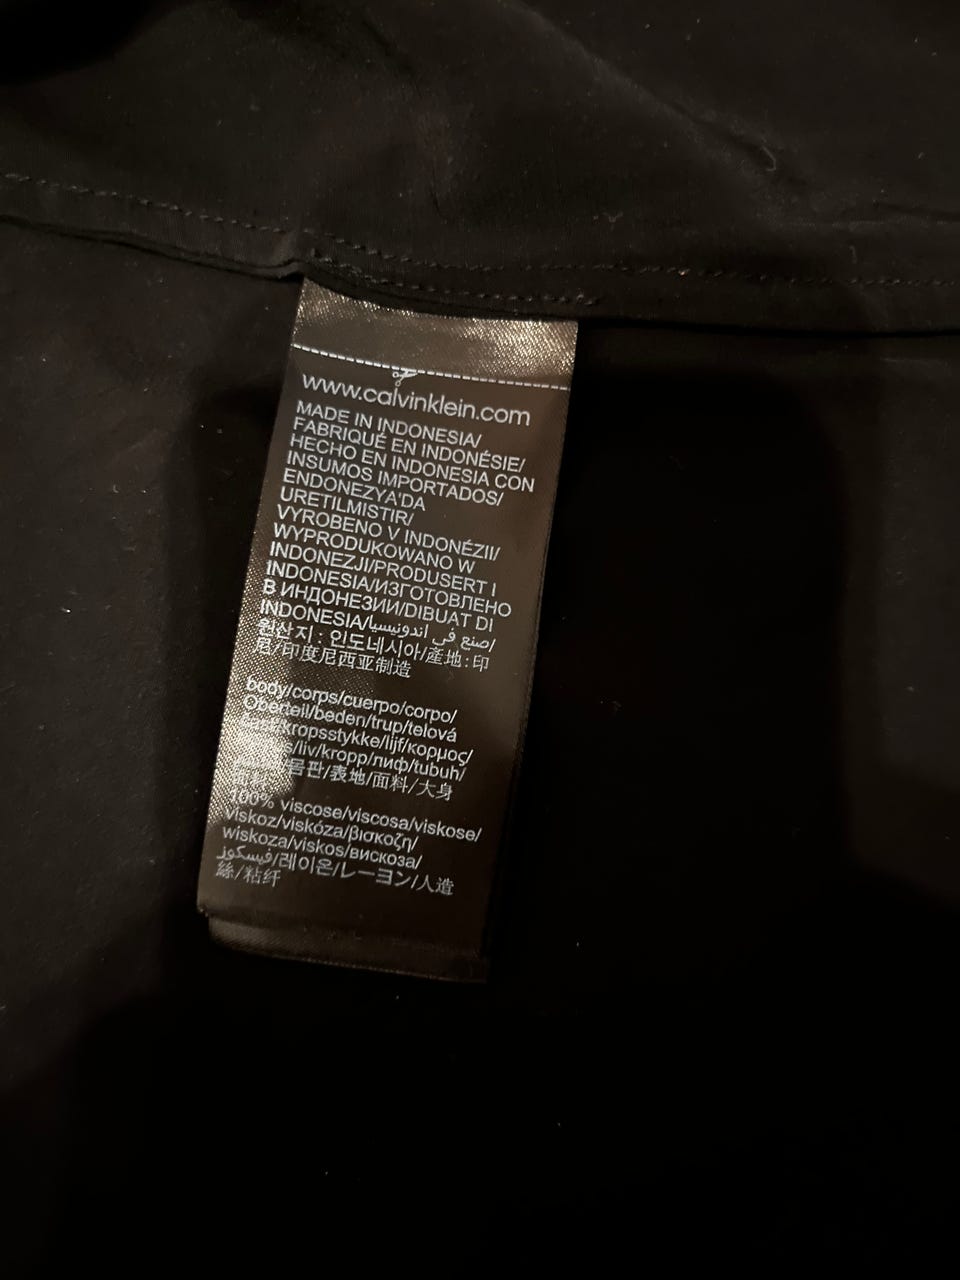 www.calvinklein.com
MADE IN INDONESIA/
FABRIQUÉ EN INDONÉSIE/
HECHO EN INDONESIA CON
INSUMOS IMPORTADOS/
ENDONEZYA'DA
URETILMISTIR/
VYROBENO V INDONÉZII/
WYPRODUKOWANO W
INDONEZJI/PRODUSERT I
INDONESIA/ИЗГОТОВЛЕНО
В ИНДОНЕЗИИ/DIBUAT DI
INDONESIA/صنع في اندونيسيا/
원산지 : 인도네시아/產地:印
尼/印度尼西亚制造
body/corps/cuerpo/corpo/
Oberteil/beden/trup/telová
kropsstykke/lijf/κορμος/
/liv/kropp/лиф/tubuh/
몸판/表地/面料/大身
100% viscose/viscosa/viskose/
viskoz/viskóza/βισκοζη/
wiskoza/viskos/вискоза/
فيسكوز/레이온/レーヨン/人造
絲/粘纤